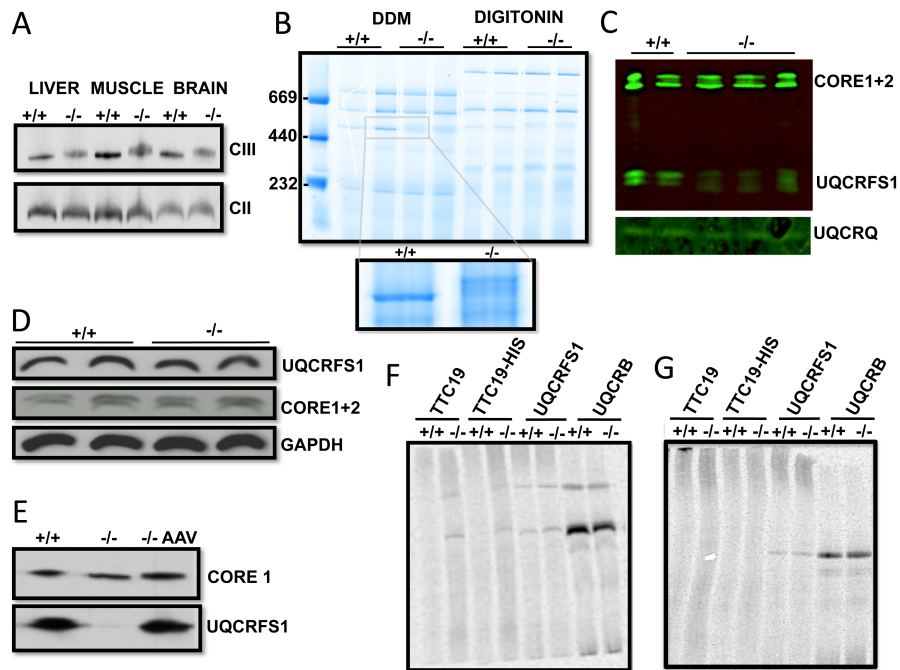 A
LIVER MUSCLE BRAIN
+/+ -/- +/+ -/- +/+ -/-
CIII
CII
B
DDM DIGITONIN
+/+ -/- +/+ -/-
669
440
232
+/+ -/-
C
+/+ -/-
CORE1+2
UQCRFS1
UQCRQ
D
+/+ -/-
UQCRFS1
CORE1+2
GAPDH
E
+/+ -/- -/- AAV
CORE 1
UQCRFS1
F
TTC19 TTC19-HIS UQCRFS1 UQCRB
+/+ -/- +/+ -/- +/+ -/- +/+ -/-
G
TTC19 TTC19-HIS UQCRFS1 UQCRB
+/+ -/- +/+ -/- +/+ -/- +/+ -/-